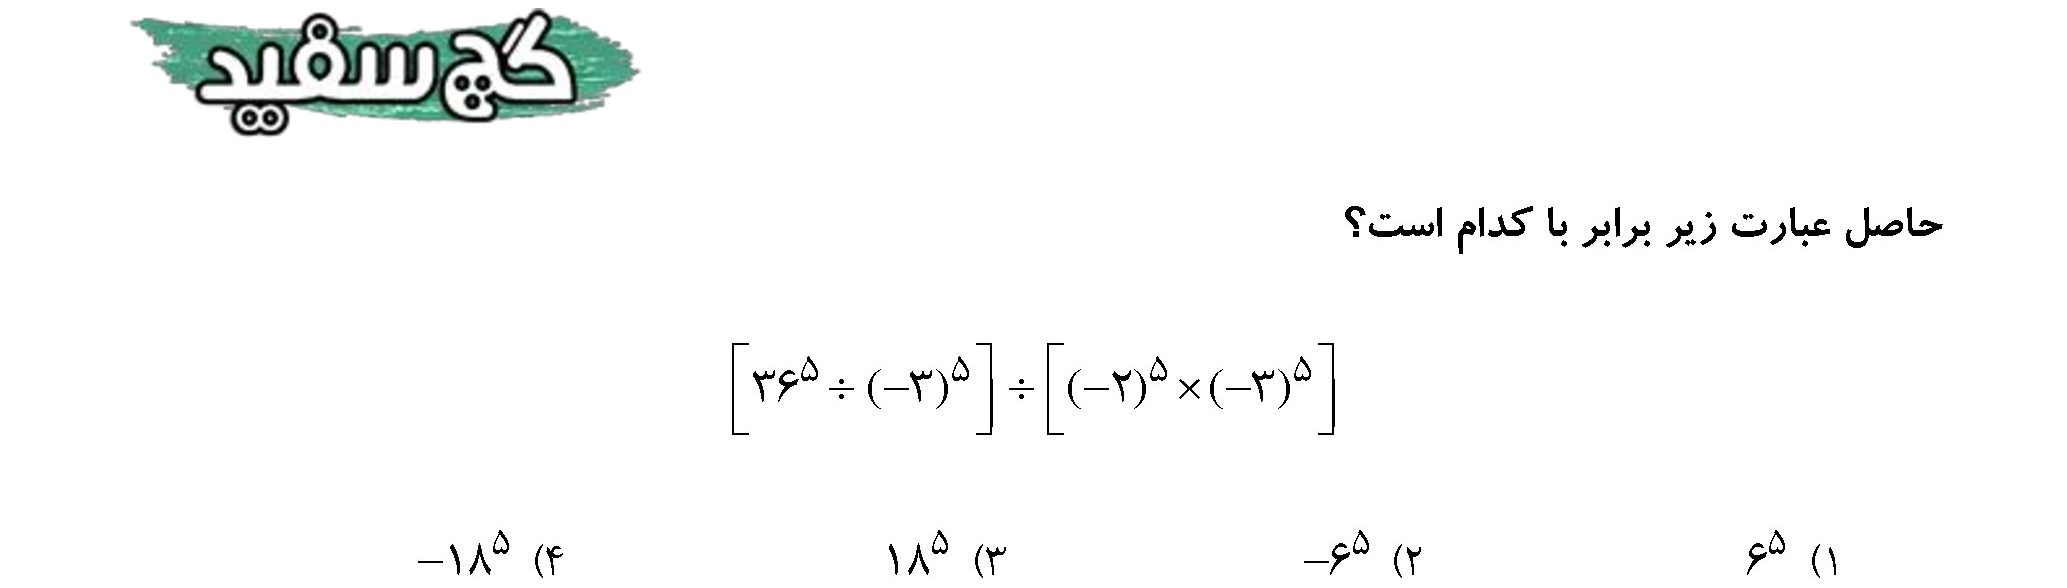 گچ سفید
حاصل عبارت زیر برابر با کدام است؟
[۳۶^۵ ÷ (−۳)^۵] ÷ [(−۲)^۵ × (−۳)^۵]
۱) ۶^۵ ۲) −۶^۵ ۳) ۱۸^۵ ۴) −۱۸^۵